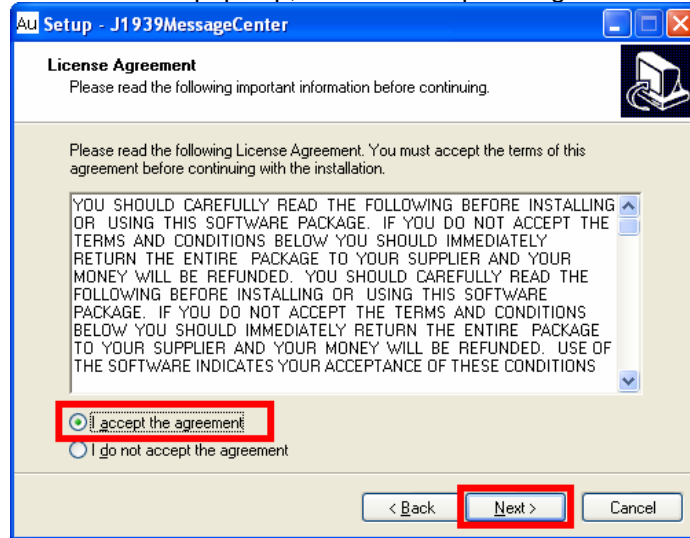 Au Setup - J1939MessageCenter
License Agreement
Please read the following important information before continuing.
Please read the following License Agreement. You must accept the terms of this
agreement before continuing with the installation.
YOU SHOULD CAREFULLY READ THE FOLLOWING BEFORE INSTALLING
OR USING THIS SOFTWARE PACKAGE. IF YOU DO NOT ACCEPT THE
TERMS AND CONDITIONS BELOW YOU SHOULD IMMEDIATELY
RETURN THE ENTIRE PACKAGE TO YOUR SUPPLIER AND YOUR
MONEY WILL BE REFUNDED. YOU SHOULD CAREFULLY READ THE
FOLLOWING BEFORE INSTALLING OR USING THIS SOFTWARE
PACKAGE. IF YOU DO NOT ACCEPT THE TERMS AND CONDITIONS
BELOW YOU SHOULD IMMEDIATELY RETURN THE ENTIRE PACKAGE
TO YOUR SUPPLIER AND YOUR MONEY WILL BE REFUNDED. USE OF
THE SOFTWARE INDICATES YOUR ACCEPTANCE OF THESE CONDITIONS
I accept the agreement
I do not accept the agreement
< Back Next > Cancel